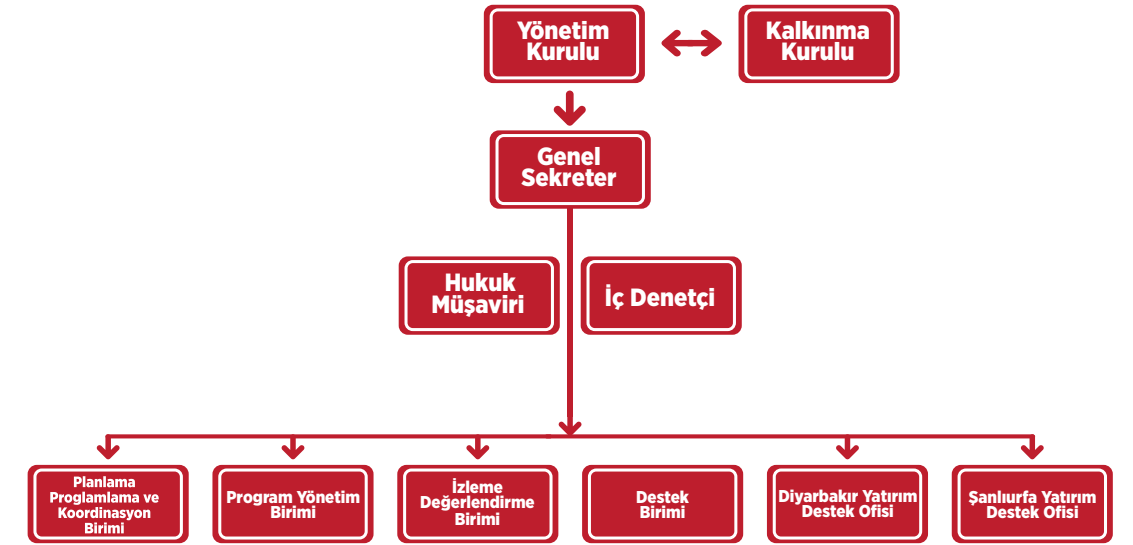 Yönetim
Kurulu
Kalkınma
Kurulu
Genel
Sekreter
Hukuk
Müşaviri
İç Denetçi
Planlama
Proglamlama ve
Koordinasyon
Birimi
Program Yönetim
Birimi
İzleme
Değerlendirme
Birimi
Destek
Birimi
Diyarbakır Yatırım
Destek Ofisi
Şanlıurfa Yatırım
Destek Ofisi